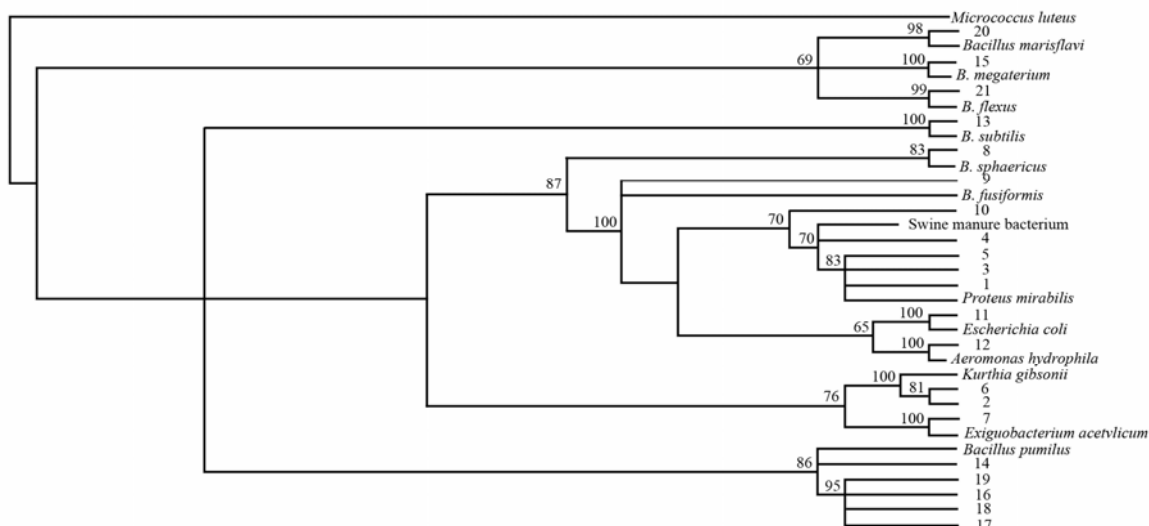 Micrococcus luteus
98 20
Bacillus marisflavi
69 100 15
B. megaterium
99 21
B. flexus
100 13
B. subtilis
83 8
B. sphaericus
87 9
B. fusiformis
100 70 10
Swine manure bacterium
70 4
83 5
3
1
Proteus mirabilis
100 11
65 Escherichia coli
100 12
Aeromonas hydrophila
Kurthia gibsonii
100 81 6
76 2
100 7
Exiguobacterium acetvlicum
Bacillus pumilus
86 14
95 19
16
18
17